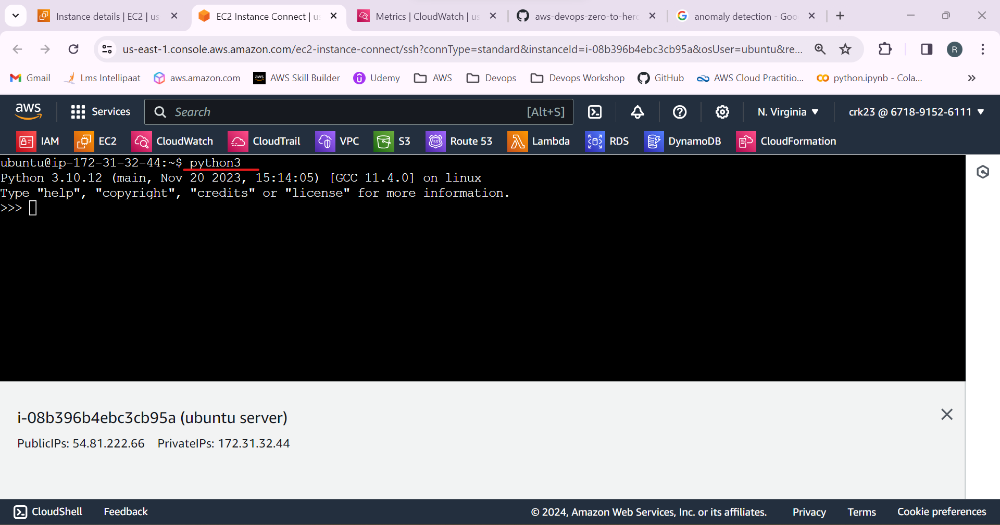 Instance details | EC2 | us
EC2 Instance Connect | us
Metrics | CloudWatch | us
aws-devops-zero-to-hero
anomaly detection - Goo
us-east-1.console.aws.amazon.com/ec2-instance-connect/ssh?connType=standard&instanceId=i-08b396b4ebc3cb95a&osUser=ubuntu&re...
R
Gmail
Lms Intellipaat
aws.amazon.com
aws
AWS Skill Builder
Udemy
AWS
Devops
Devops Workshop
GitHub
AWS Cloud Practitio...
python.ipynb - Cola...
aws
Services
Search
[Alt+S]
N. Virginia
crk23 @ 6718-9152-6111
IAM
EC2
CloudWatch
CloudTrail
VPC
S3
Route 53
Lambda
RDS
DynamoDB
CloudFormation
ubuntu@ip-172-31-32-44:~$ python3
Python 3.10.12 (main, Nov 20 2023, 15:14:05) [GCC 11.4.0] on linux
Type "help", "copyright", "credits" or "license" for more information.
>>>
i-08b396b4ebc3cb95a (ubuntu server)
PublicIPs: 54.81.222.66 PrivateIPs: 172.31.32.44
CloudShell
Feedback
© 2024, Amazon Web Services, Inc. or its affiliates.
Privacy
Terms
Cookie preferences